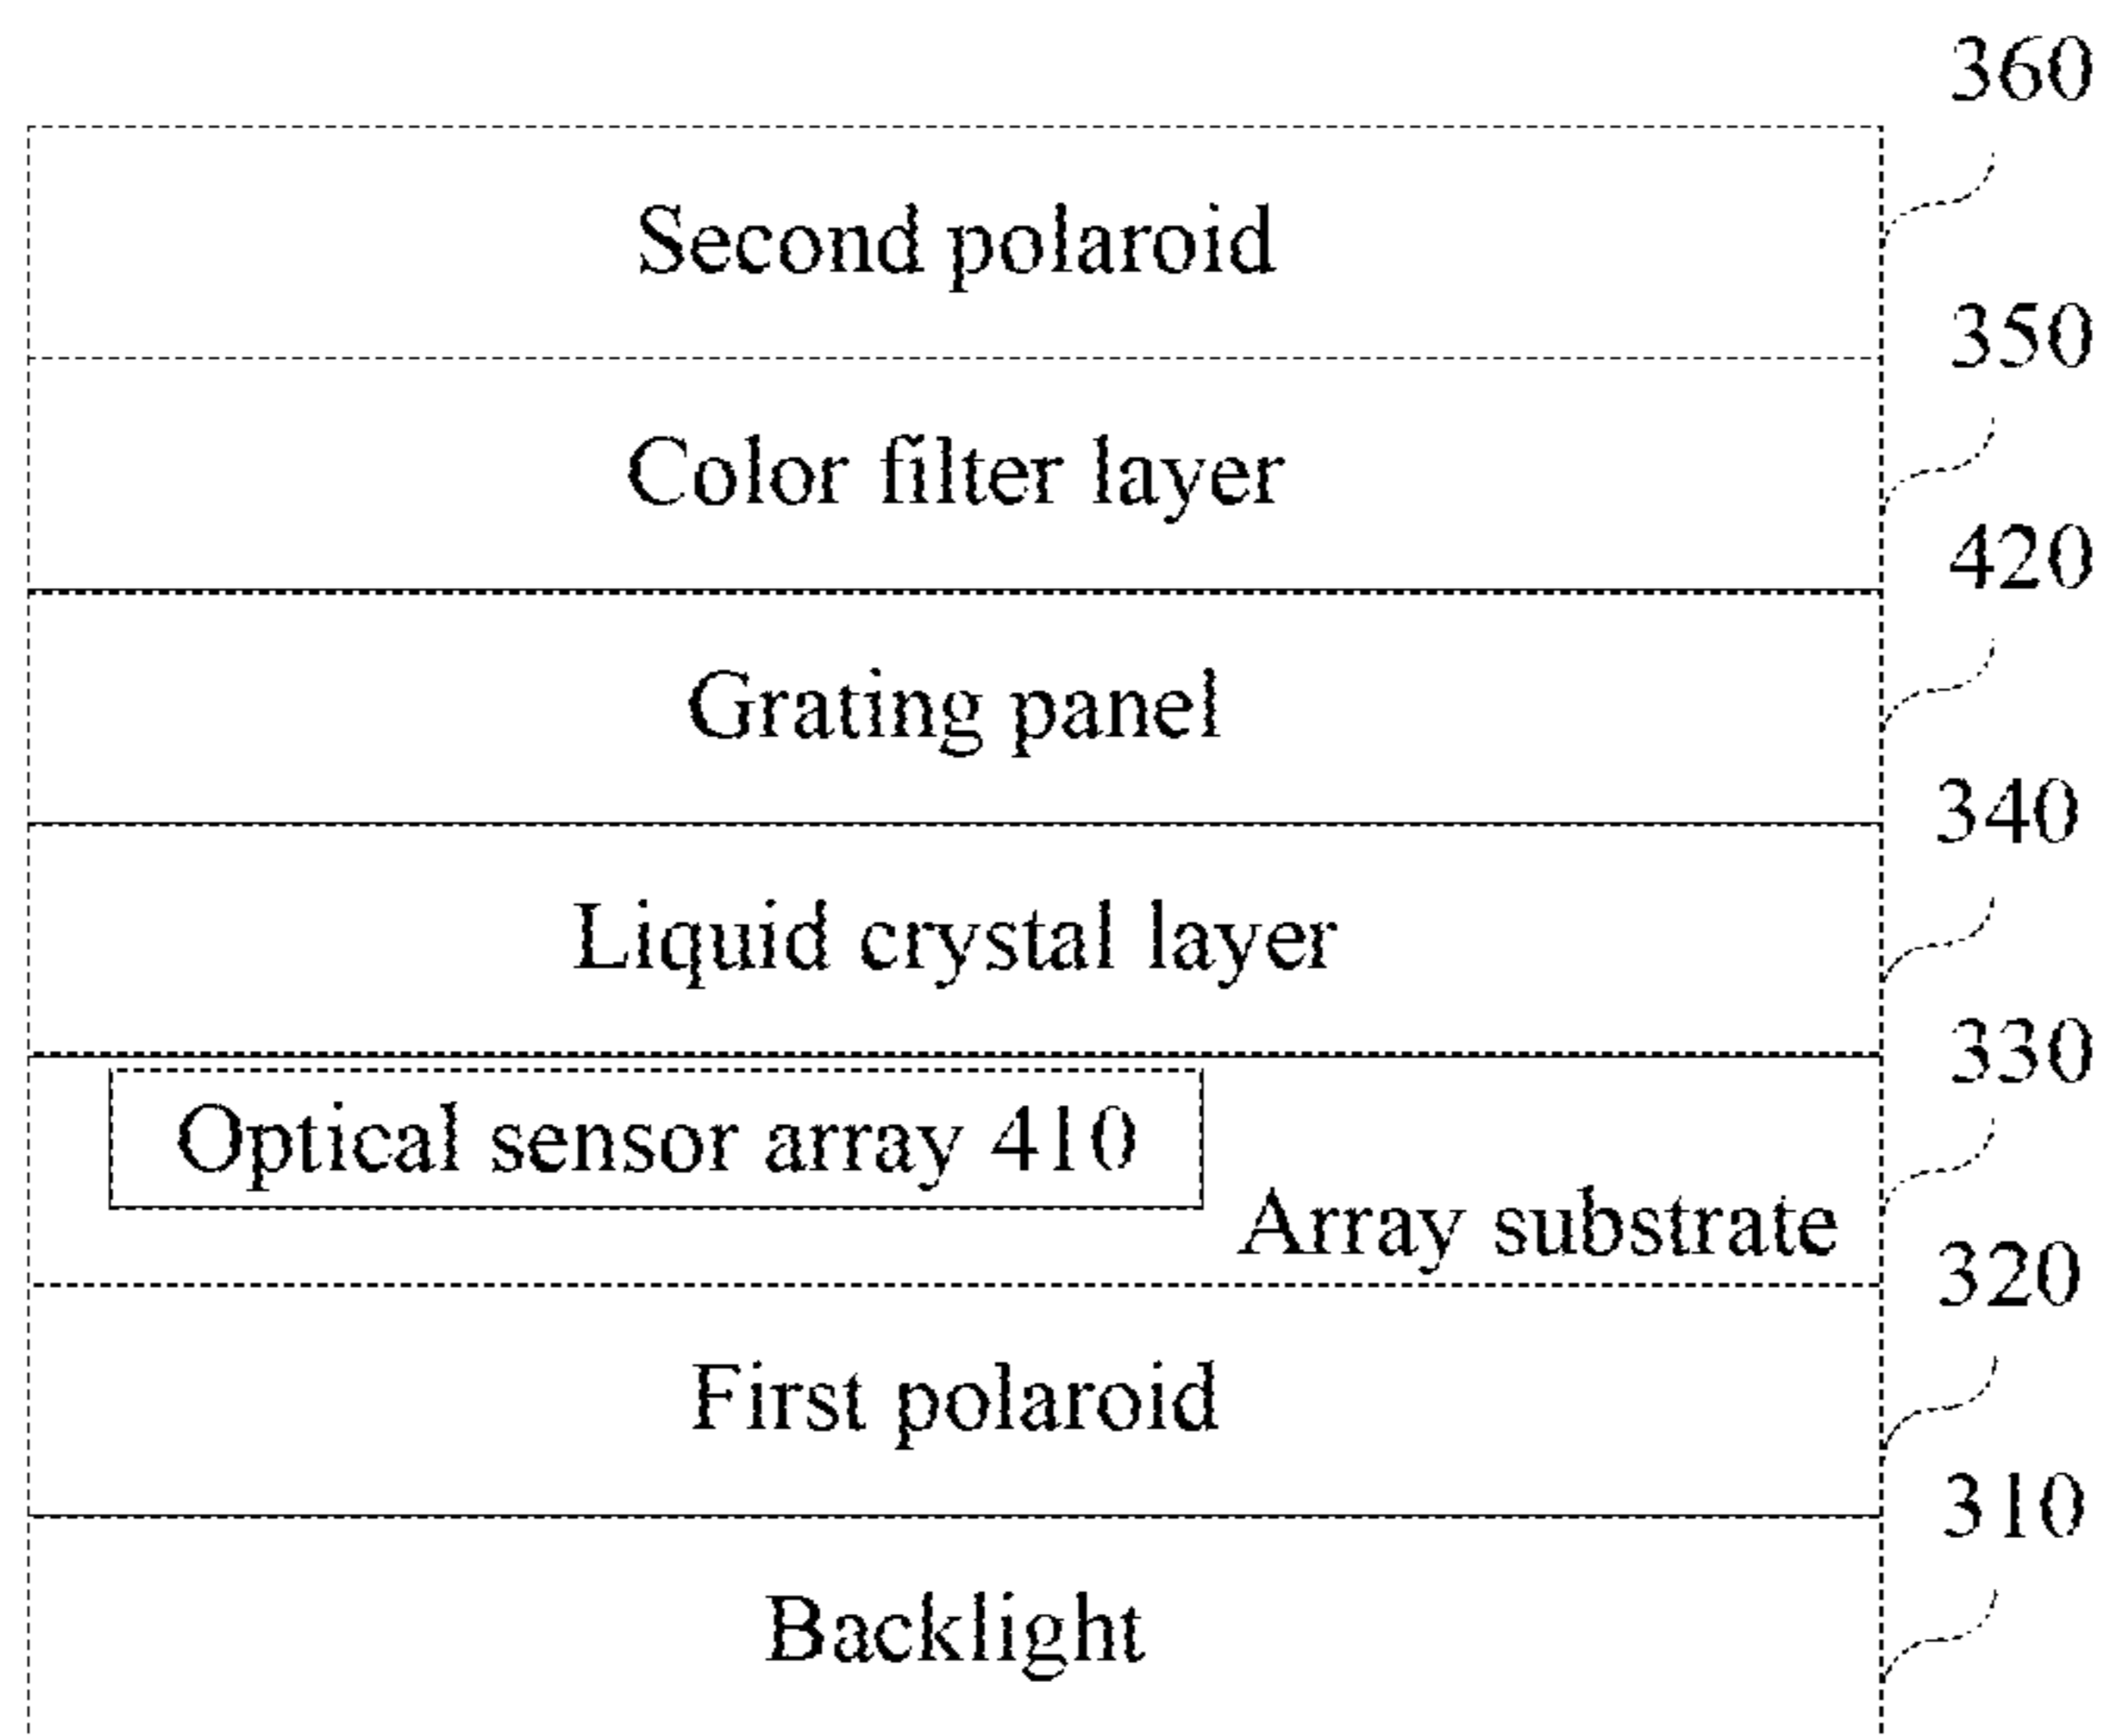 360
Second polaroid
350
Color filter layer
420
Grating panel
340
Liquid crystal layer
330
Optical sensor array 410
Array substrate
320
First polaroid
310
Backlight